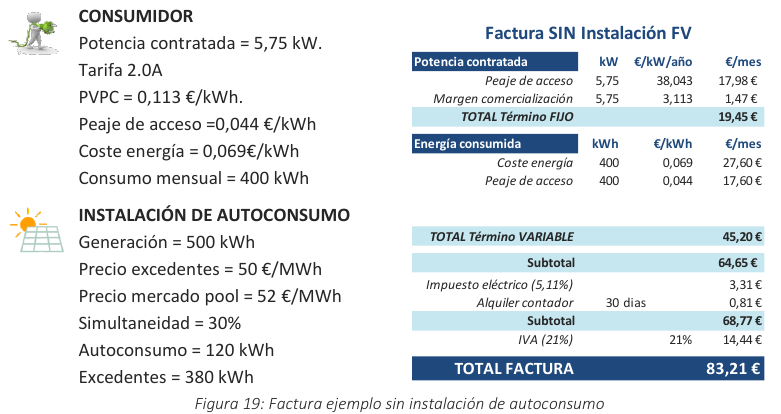 CONSUMIDOR
Potencia contratada = 5,75 kW.
Tarifa 2.0A
PVPC = 0,113 €/kWh.
Peaje de acceso =0,044 €/kWh
Coste energía = 0,069€/kWh
Consumo mensual = 400 kWh
INSTALACIÓN DE AUTOCONSUMO
Generación = 500 kWh
Precio excedentes = 50 €/MWh
Precio mercado pool = 52 €/MWh
Simultaneidad = 30%
Autoconsumo = 120 kWh
Excedentes = 380 kWh
Factura SIN Instalación FV
Potencia contratada kW €/kW/año €/mes
Peaje de acceso 5,75 38,043 17,98 €
Margen comercialización 5,75 3,113 1,47 €
TOTAL Término FIJO 19,45 €
Energía consumida kWh €/kWh €/mes
Coste energía 400 0,069 27,60 €
Peaje de acceso 400 0,044 17,60 €
TOTAL Término VARIABLE 45,20 €
Subtotal 64,65 €
Impuesto eléctrico (5,11%) 3,31 €
Alquiler contador 30 dias 0,81 €
Subtotal 68,77 €
IVA (21%) 21% 14,44 €
TOTAL FACTURA 83,21 €
Figura 19: Factura ejemplo sin instalación de autoconsumo